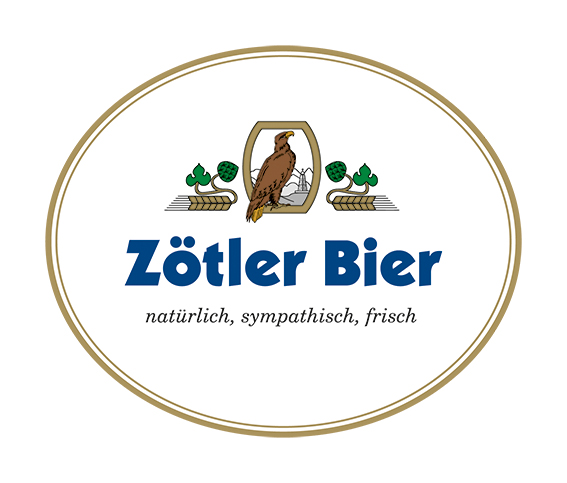 Zötler Bier
natürlich, sympathisch, frisch